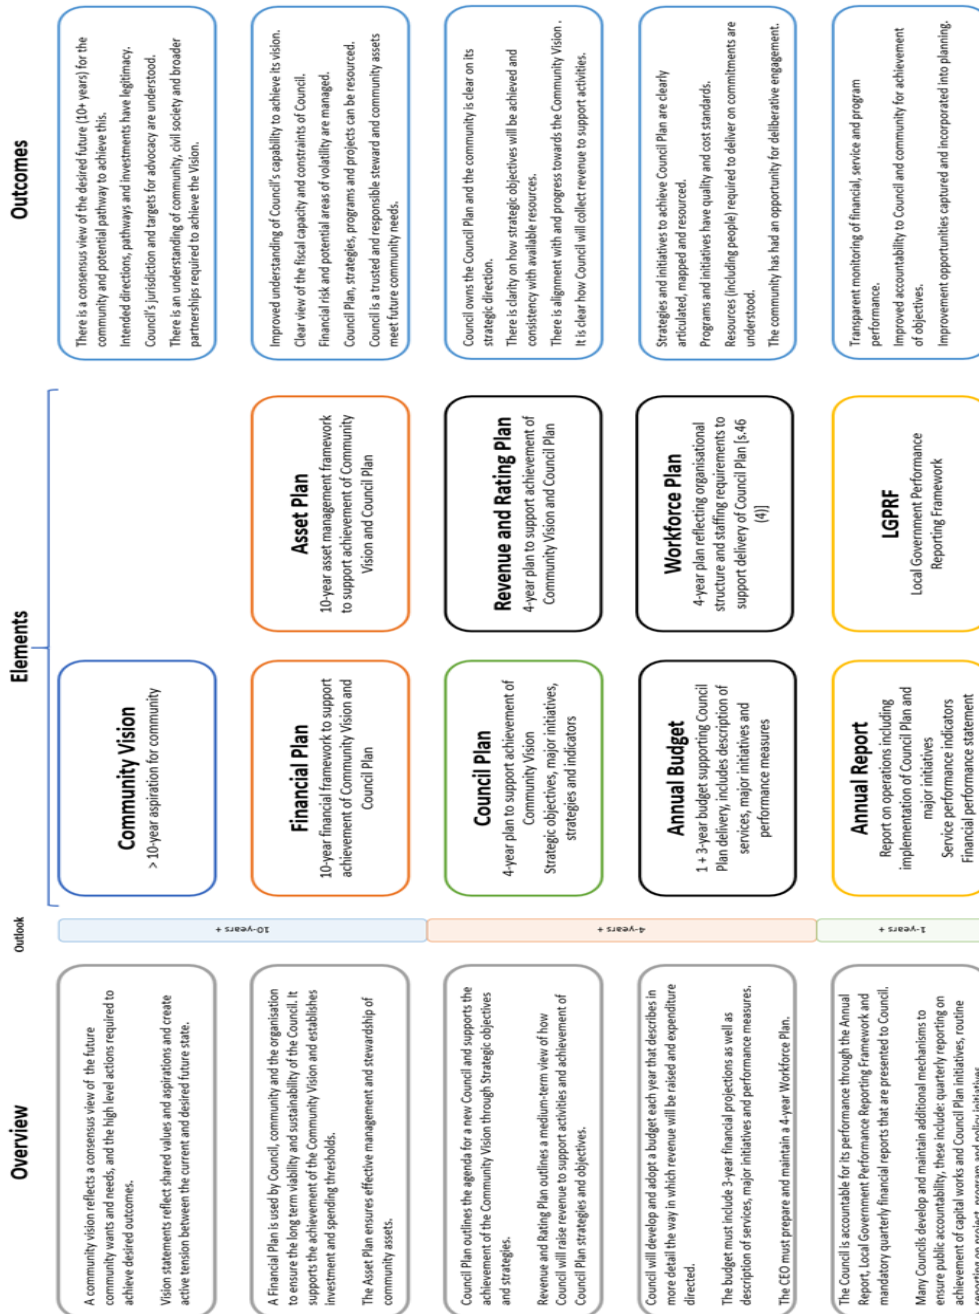 Overview
Outlook
Elements
Outcomes
A community vision reflects a consensus view of the future
community wants and needs, and the high level actions required to
achieve desired outcomes.
Vision statements reflect shared values and aspirations and create
active tension between the current and desired future state.
10-years +
Community Vision
> 10-year aspiration for community
There is a consensus view of the desired future (10+ years) for the
community and potential pathway to achieve this.
Intended directions, pathways and investments have legitimacy.
Council's jurisdiction and targets for advocacy are understood.
There is an understanding of community, civil society and broader
partnerships required to achieve the Vision.
A Financial Plan is used by Council, community and the organisation
to ensure the long term viability and sustainability of the Council. It
supports the achievement of the Community Vision and establishes
investment and spending thresholds.
The Asset Plan ensures effective management and stewardship of
community assets.
Financial Plan
10-year financial framework to support
achievement of Community Vision and
Council Plan
Asset Plan
10-year asset management framework
to support achievement of Community
Vision and Council Plan
Improved understanding of Council's capability to achieve its vision.
Clear view of the fiscal capacity and constraints of Council.
Financial risk and potential areas of volatility are managed.
Council Plan, strategies, programs and projects can be resourced.
Council is a trusted and responsible steward and community assets
meet future community needs.
Council Plan outlines the agenda for a new Council and supports the
achievement of the Community Vision through Strategic objectives
and strategies.
Revenue and Rating Plan outlines a medium-term view of how
Council will raise revenue to support activities and achievement of
Council Plan strategies and objectives.
4-years +
Council Plan
4-year plan to support achievement of
Community Vision
Strategic objectives, major initiatives,
strategies and indicators
Revenue and Rating Plan
4-year plan to support achievement of
Community Vision and Council Plan
Council owns the Council Plan and the community is clear on its
strategic direction.
There is clarity on how strategic objectives will be achieved and
consistency with available resources.
There is alignment with and progress towards the Community Vision .
It is clear how Council will collect revenue to support activities.
Council will develop and adopt a budget each year that describes in
more detail the way in which revenue will be raised and expenditure
directed.
The budget must include 3-year financial projections as well as
description of services, major initiatives and performance measures.
The CEO must prepare and maintain a 4-year Workforce Plan.
Annual Budget
1 + 3-year budget supporting Council
Plan delivery, includes description of
services, major initiatives and
performance measures
Workforce Plan
4-year plan reflecting organisational
structure and staffing requirements to
support delivery of Council Plan [s.46
(4)]
Strategies and initiatives to achieve Council Plan are clearly
articulated, mapped and resourced.
Programs and initiatives have quality and cost standards.
Resources (including people) required to deliver on commitments are
understood.
The community has had an opportunity for deliberative engagement.
The Council is accountable for its performance through the Annual
Report, Local Government Performance Reporting Framework and
mandatory quarterly financial reports that are presented to Council.
Many Councils develop and maintain additional mechanisms to
ensure public accountability, these include: quarterly reporting on
achievement of capital works and Council Plan initiatives, routine
reporting on project, program and policy initiatives
1-years +
Annual Report
Report on operations including
implementation of Council Plan and
major initiatives
Service performance indicators
Financial performance statement
LGPRF
Local Government Performance
Reporting Framework
Transparent monitoring of financial, service and program
performance.
Improved accountability to Council and community for achievement
of objectives.
Improvement opportunities captured and incorporated into planning.